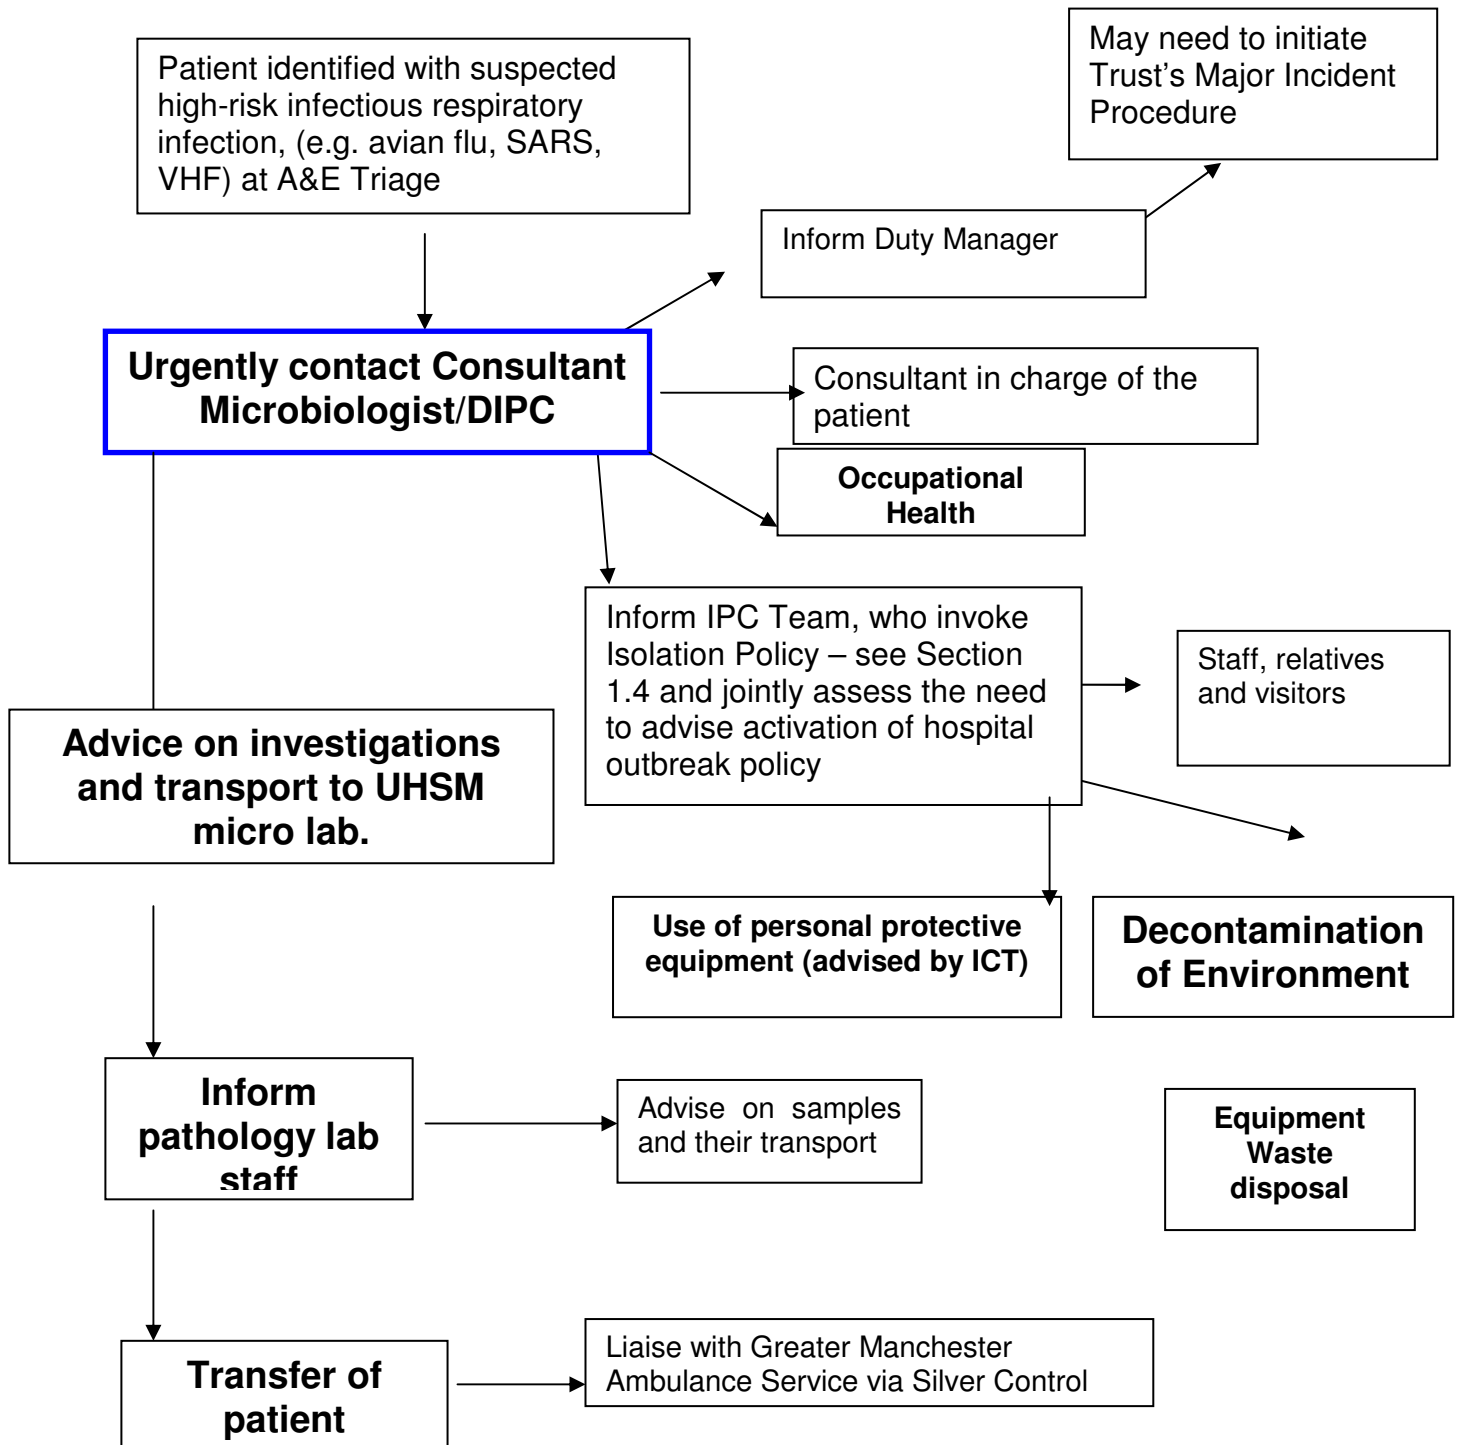 Patient identified with suspected
high-risk infectious respiratory
infection, (e.g. avian flu, SARS,
VHF) at A&E Triage
May need to initiate
Trust's Major Incident
Procedure
Inform Duty Manager
Urgently contact Consultant
Microbiologist/DIPC
Consultant in charge of the
patient
Occupational
Health
Inform IPC Team, who invoke
Isolation Policy – see Section
1.4 and jointly assess the need
to advise activation of hospital
outbreak policy
Staff, relatives
and visitors
Advice on investigations
and transport to UHSM
micro lab.
Use of personal protective
equipment (advised by ICT)
Decontamination
of Environment
Inform
pathology lab
staff
Advise on samples
and their transport
Equipment
Waste
disposal
Transfer of
patient
Liaise with Greater Manchester
Ambulance Service via Silver Control